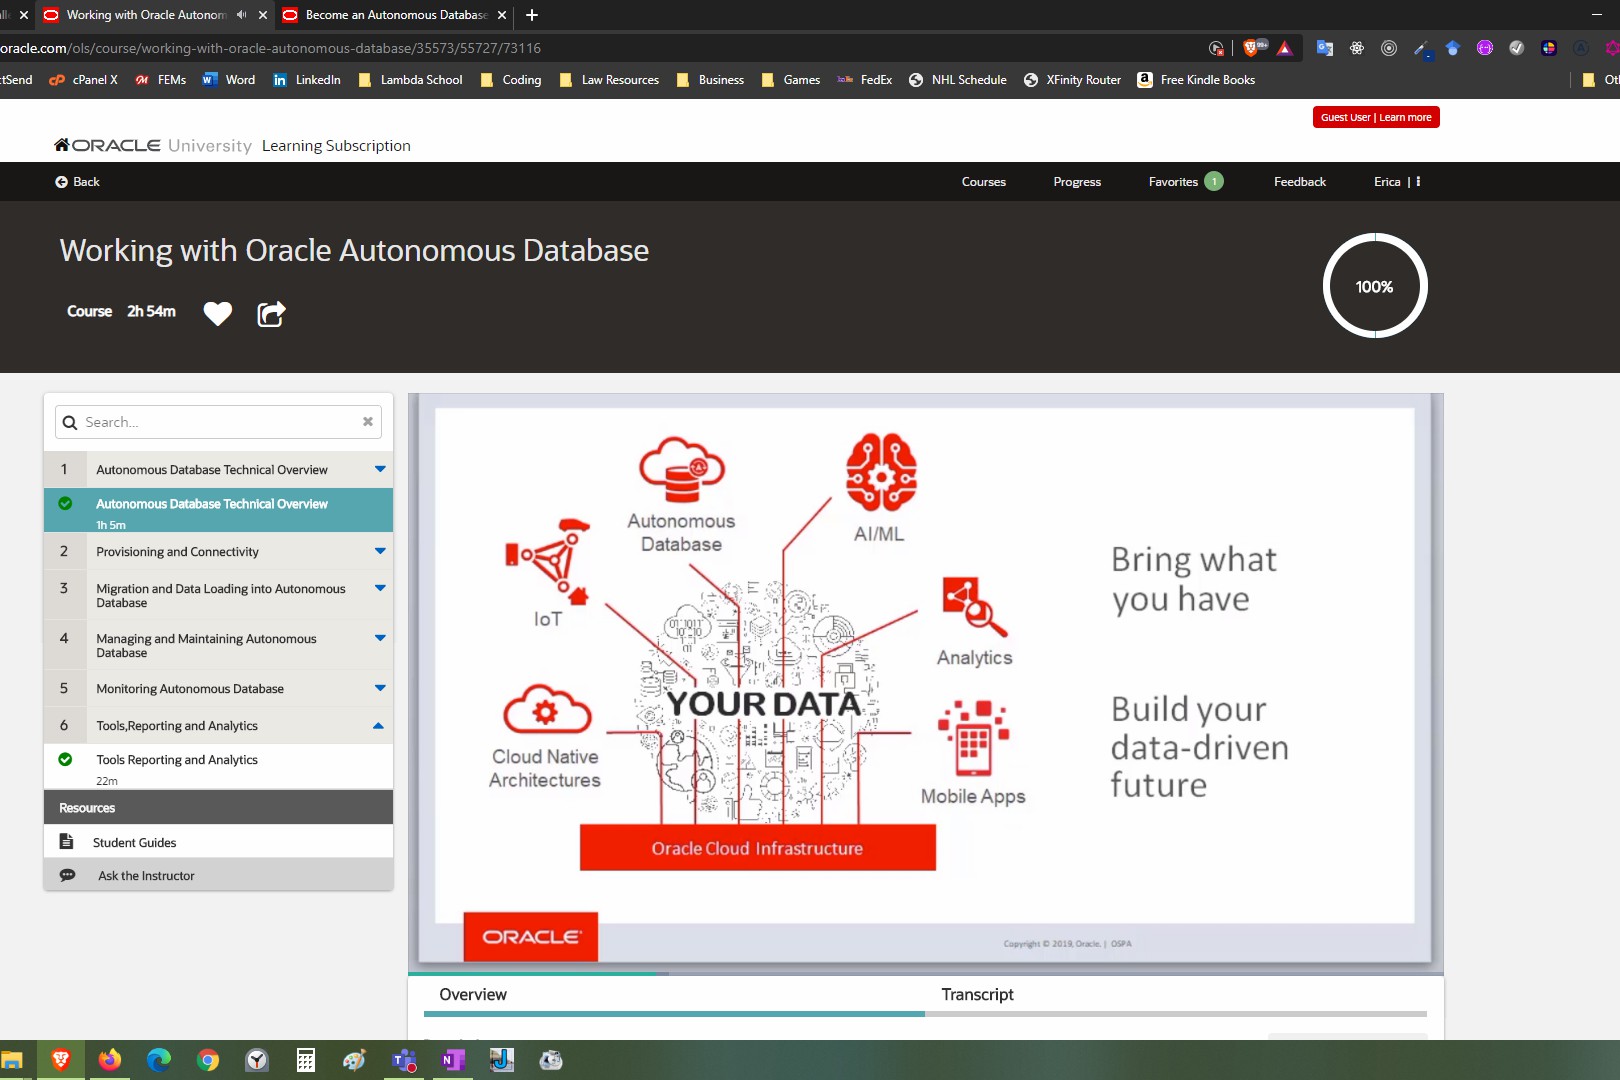 Working with Oracle Autonom
Become an Autonomous Database
oracle.com/ols/course/working-with-oracle-autonomous-database/35573/55727/73116
99+
ctSend
cPanel X
FEMs
Word
LinkedIn
Lambda School
Coding
Law Resources
Business
Games
FedEx
NHL Schedule
XFinity Router
Free Kindle Books
Guest User | Learn more
ORACLE University Learning Subscription
Back
Courses
Progress
Favorites 1
Feedback
Erica |
Working with Oracle Autonomous Database
Course 2h 54m
100%
Search...
1 Autonomous Database Technical Overview
Autonomous Database Technical Overview
1h 5m
2 Provisioning and Connectivity
3 Migration and Data Loading into Autonomous
Database
4 Managing and Maintaining Autonomous
Database
5 Monitoring Autonomous Database
6 Tools,Reporting and Analytics
Tools Reporting and Analytics
22m
Resources
Student Guides
Ask the Instructor
Autonomous
Database
AI/ML
IoT
Analytics
YOUR DATA
Cloud Native
Architectures
Mobile Apps
Oracle Cloud Infrastructure
Bring what
you have
Build your
data-driven
future
ORACLE
Copyright © 2019, Oracle. | OSPA
Overview
Transcript